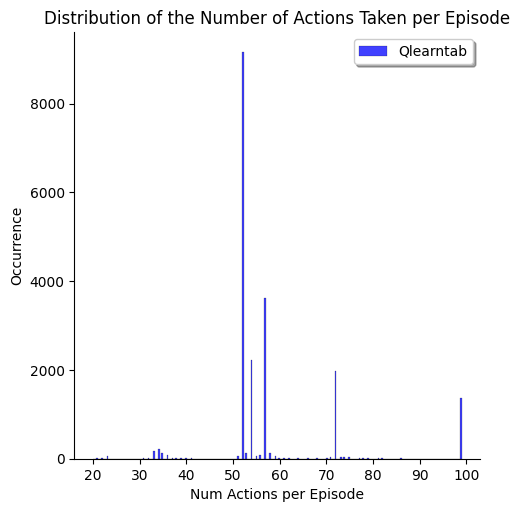 Distribution of the Number of Actions Taken per Episode
Qlearntab
8000
6000
4000
2000
0
Occurrence
20 30 40 50 60 70 80 90 100
Num Actions per Episode